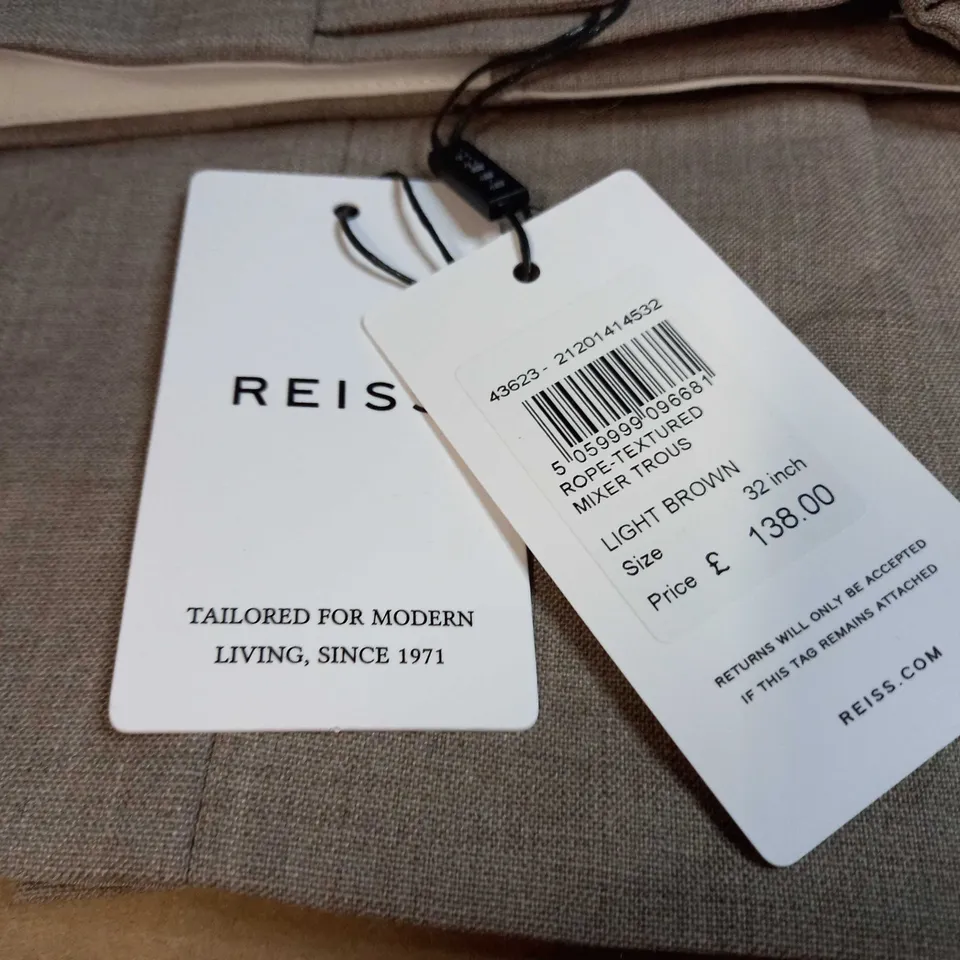 REISS
TAILORED FOR MODERN
LIVING, SINCE 1971
43623 - 21201414532
5 059999 096681
ROPE-TEXTURED
MIXER TROUS
LIGHT BROWN
Size 32 inch
Price £ 138.00
RETURNS WILL ONLY BE ACCEPTED
IF THIS TAG REMAINS ATTACHED
REISS.COM